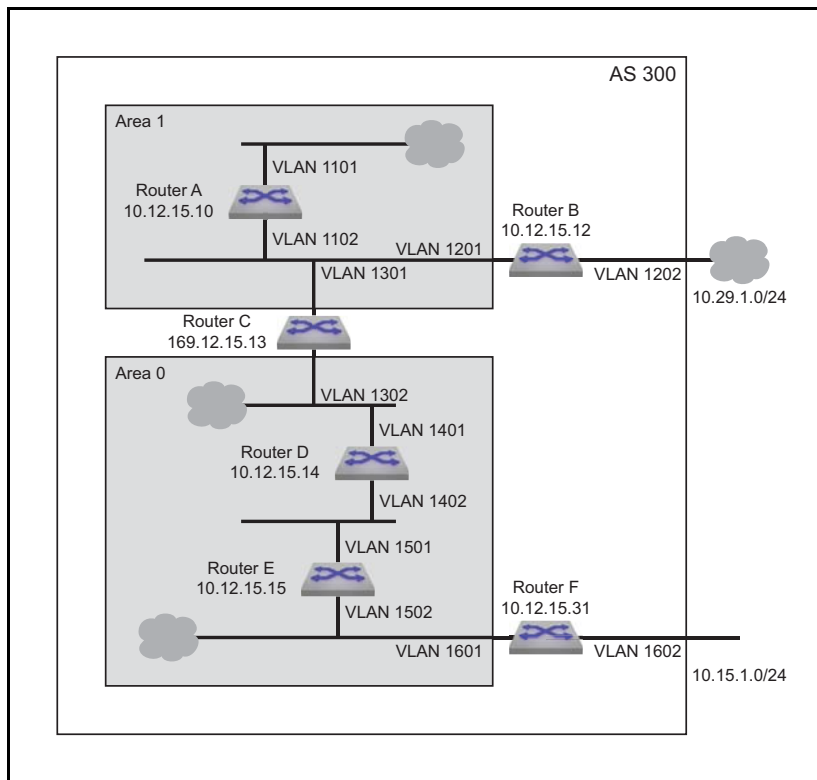 AS 300
Area 1
VLAN 1101
Router A
10.12.15.10
VLAN 1102
VLAN 1201
Router B
10.12.15.12
VLAN 1202
10.29.1.0/24
VLAN 1301
Router C
169.12.15.13
Area 0
VLAN 1302
VLAN 1401
Router D
10.12.15.14
VLAN 1402
VLAN 1501
Router E
10.12.15.15
VLAN 1502
Router F
10.12.15.31
VLAN 1601
VLAN 1602
10.15.1.0/24